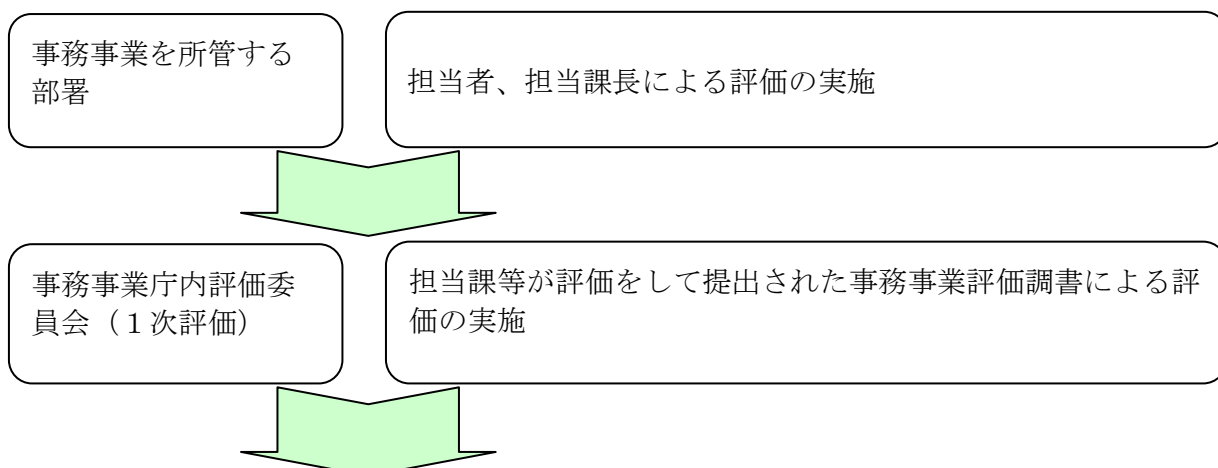 事務事業を所管する
部署
担当者、担当課長による評価の実施
事務事業庁内評価委
員会（１次評価）
担当課等が評価をして提出された事務事業評価調書による評
価の実施